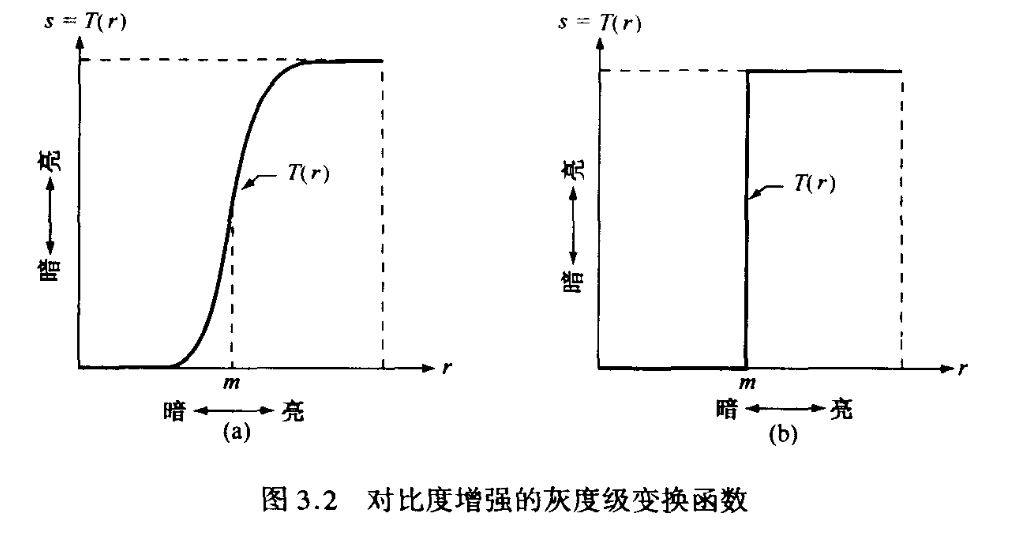 s = T(r)
亮
暗
T(r)
m
r
暗 亮
(a)
s = T(r)
亮
暗
T(r)
m
r
暗 亮
(b)
图 3.2 对比度增强的灰度级变换函数